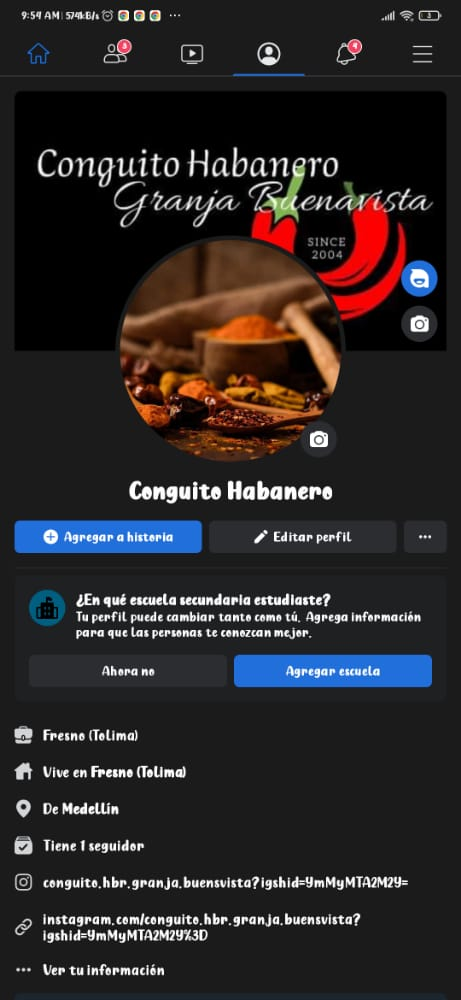 9:54 AM | 574KB/s
3
3
4
Conguito Habanero
Granja Buenavista
SINCE
2004
Conguito Habanero
Agregar a historia
Editar perfil
¿En qué escuela secundaria estudiaste?
Tu perfil puede cambiar tanto como tú. Agrega información
para que las personas te conozcan mejor.
Ahora no
Agregar escuela
Fresno (Tolima)
Vive en Fresno (Tolima)
De Medellín
Tiene 1 seguidor
conguito.hbr.granja.buensvista?igshid=YmMyMTA2M2Y=
instagram.com/conguito.hbr.granja.buensvista?
igshid=YmMyMTA2M2Y%3D
Ver tu información